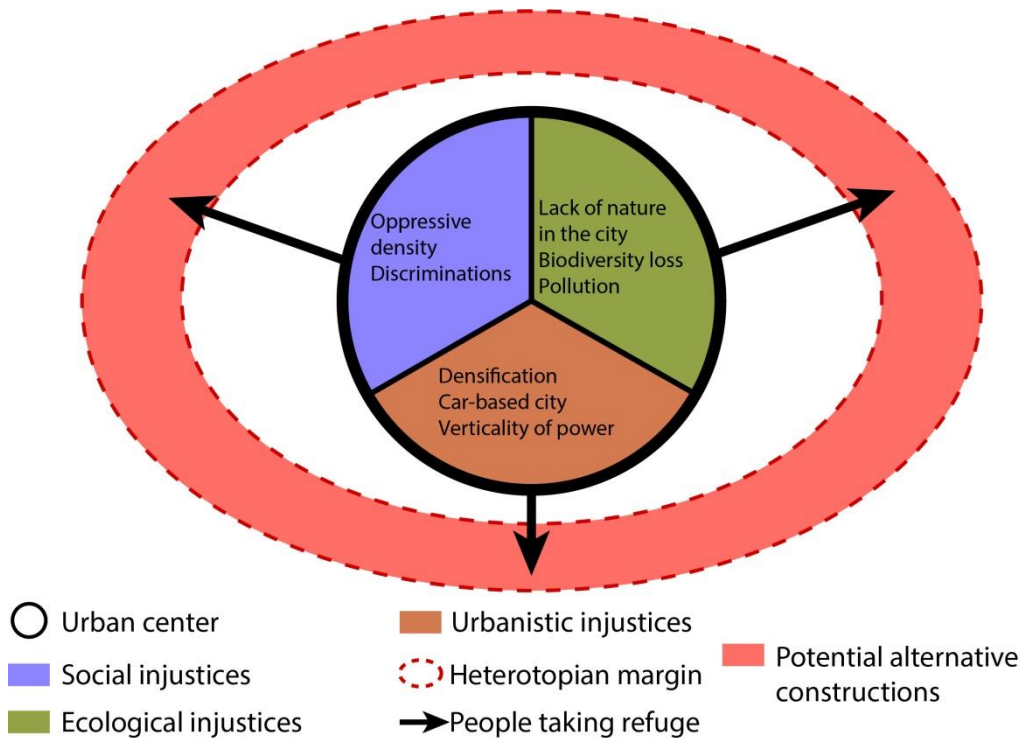 Oppressive
density
Discriminations
Lack of nature
in the city
Biodiversity loss
Pollution
Densification
Car-based city
Verticality of power
Urban center
Social injustices
Ecological injustices
Urbanistic injustices
Heterotopian margin
People taking refuge
Potential alternative
constructions